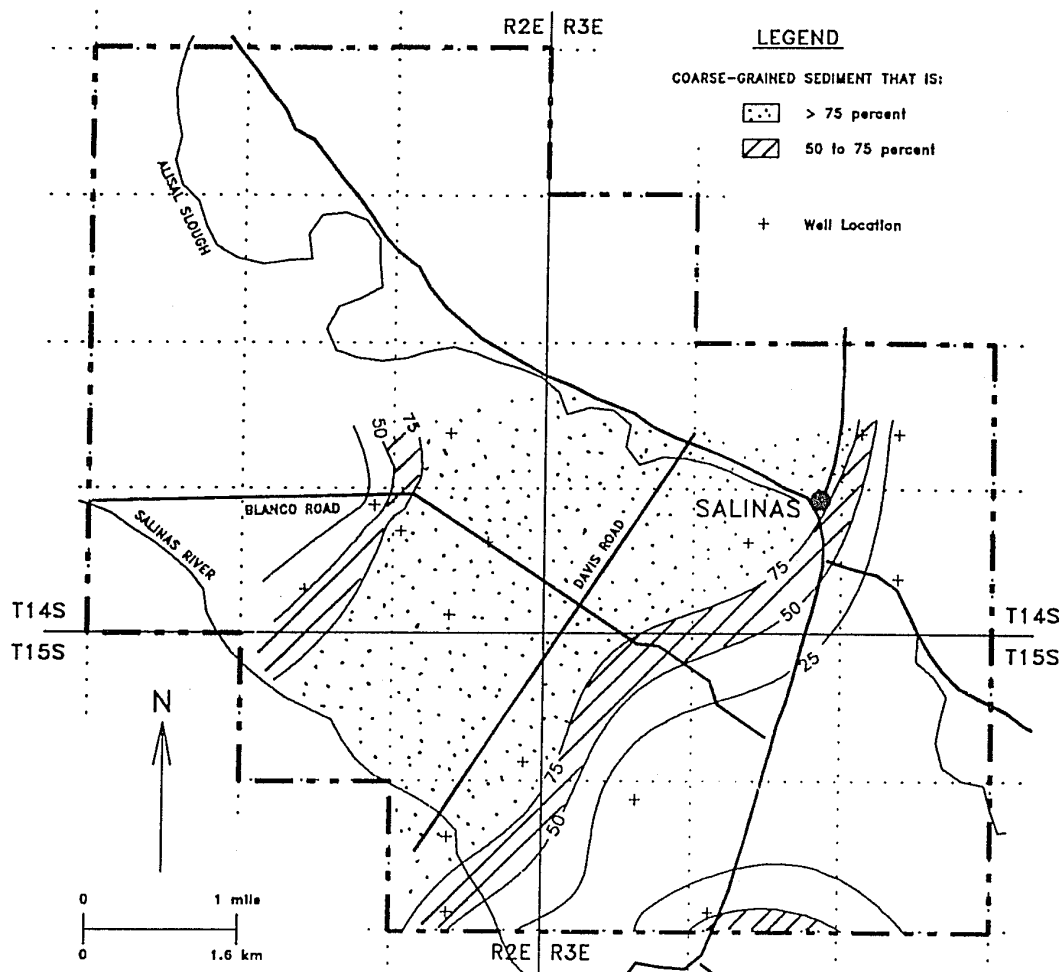 R2E R3E
LEGEND
COARSE-GRAINED SEDIMENT THAT IS:
> 75 percent
50 to 75 percent
+ Well Location
ALISAL SLOUGH
50
75
BLANCO ROAD
SALINAS RIVER
DAVIS ROAD
SALINAS
75
50
25
T14S
T14S
T15S
T15S
N
75
50
0 1 mile
0 1.6 km
R2E R3E